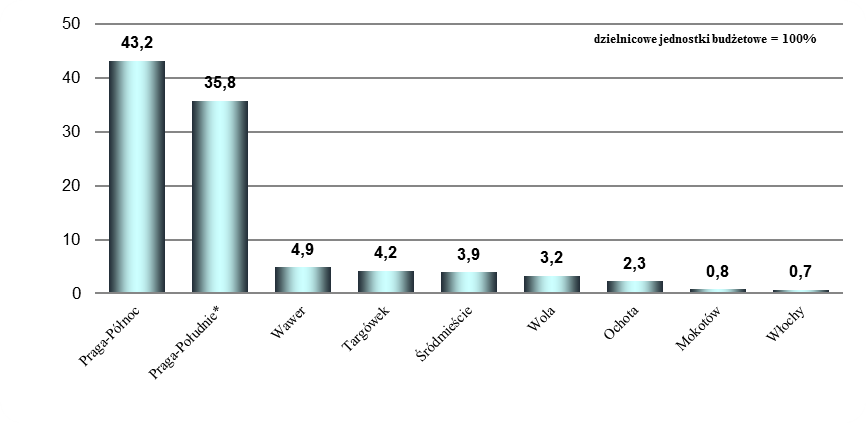 50
dzielnicowe jednostki budżetowe = 100%
43,2
40
35,8
30
20
10
4,9
4,2
3,9
3,2
2,3
0,8
0,7
0
Praga-Północ
Praga-Południe*
Wawer
Targówek
Śródmieście
Wola
Ochota
Mokotów
Włochy